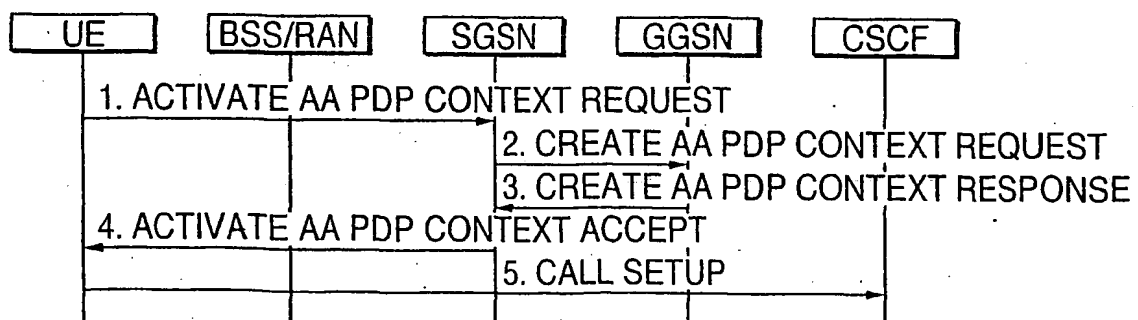 UE
BSS/RAN
SGSN
GGSN
CSCF
1. ACTIVATE AA PDP CONTEXT REQUEST
2. CREATE AA PDP CONTEXT REQUEST
3. CREATE AA PDP CONTEXT RESPONSE
4. ACTIVATE AA PDP CONTEXT ACCEPT
5. CALL SETUP